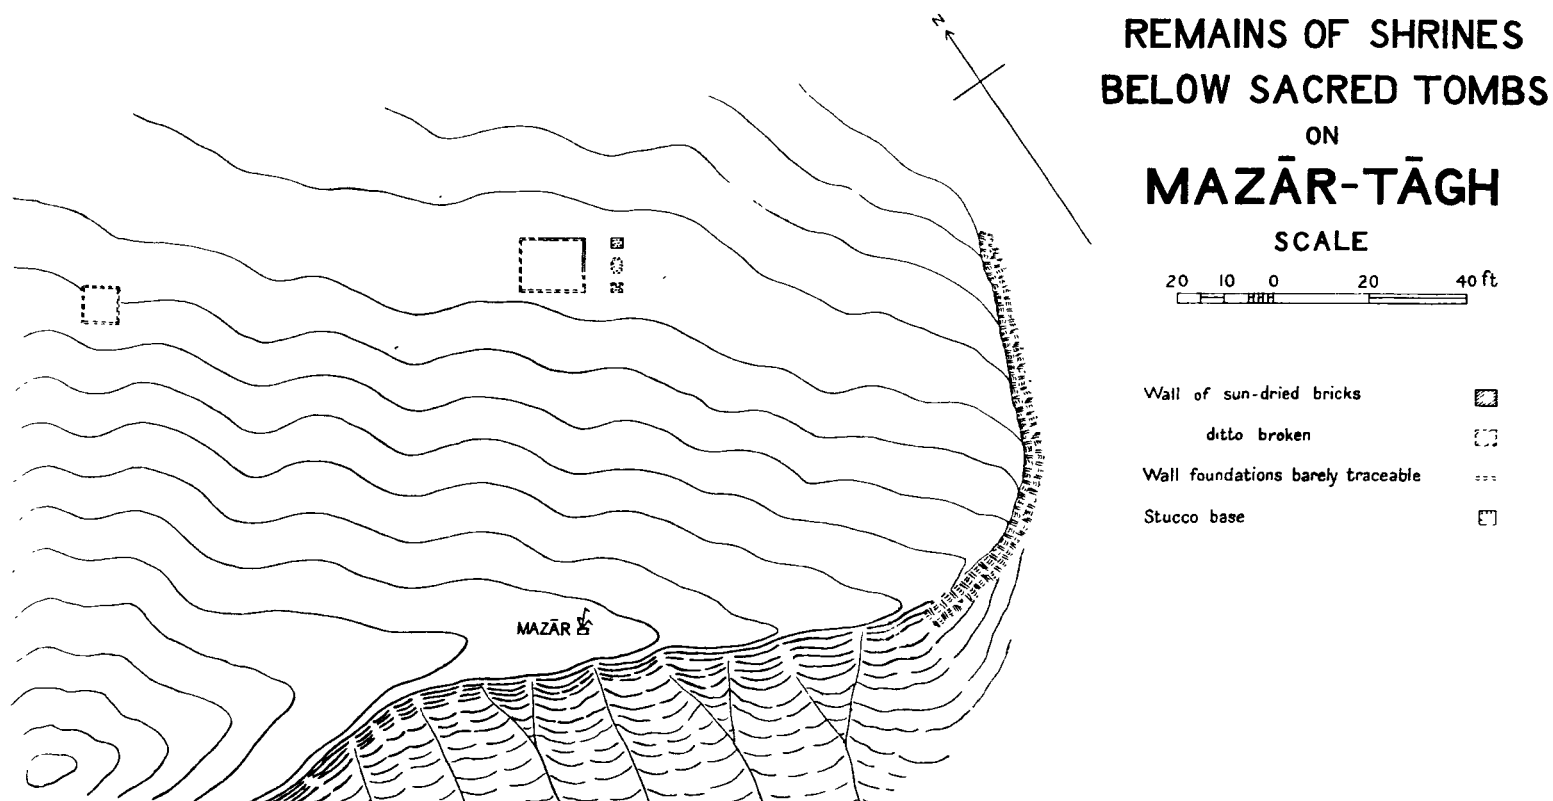 N
REMAINS OF SHRINES
BELOW SACRED TOMBS
ON
MAZĀR-TĀGH
SCALE
20 10 0 20 40 ft
Wall of sun-dried bricks
ditto broken
Wall foundations barely traceable
Stucco base
MAZĀR